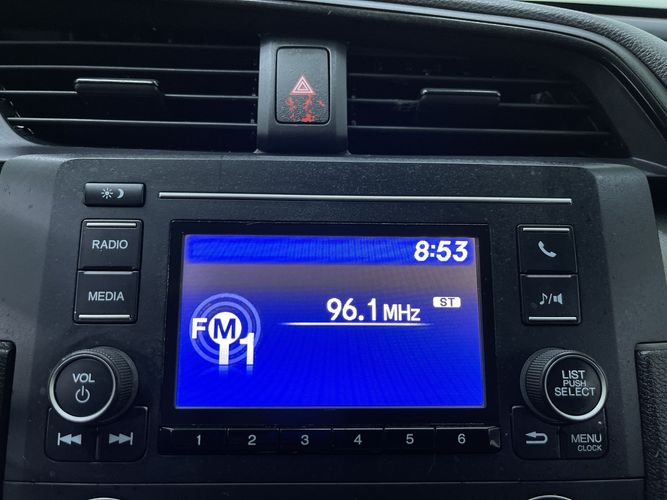 RADIO
MEDIA
8:53
96.1 MHz
ST
FM
1
VOL
LIST
PUSH
SELECT
1 2 3 4 5 6
MENU
CLOCK